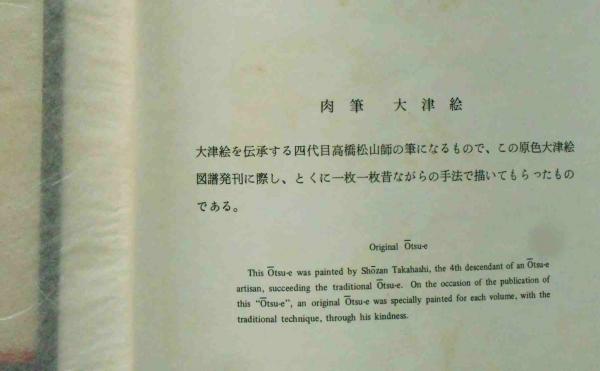 肉筆 大津絵
大津絵を伝承する四代目高橋松山師の筆になるもので、この原色大津絵
図譜発刊に際し、とくに一枚一枚昔ながらの手法で描いてもらったもの
である。
Original Ōtsu-e
This Ōtsu-e was painted by Shōzan Takahashi, the 4th descendant of an Ōtsu-e
artisan, succeeding the traditional Ōtsu-e. On the occasion of the publication of
this “Ōtsu-e”, an original Ōtsu-e was specially painted for each volume, with the
traditional technique, through his kindness.